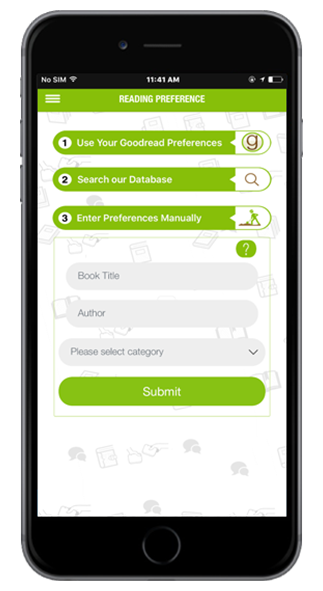 No SIM 11:41 AM
READING PREFERENCE
1 Use Your Goodread Preferences g
2 Search our Database
3 Enter Preferences Manually
?
Book Title
Author
Please select category
Submit